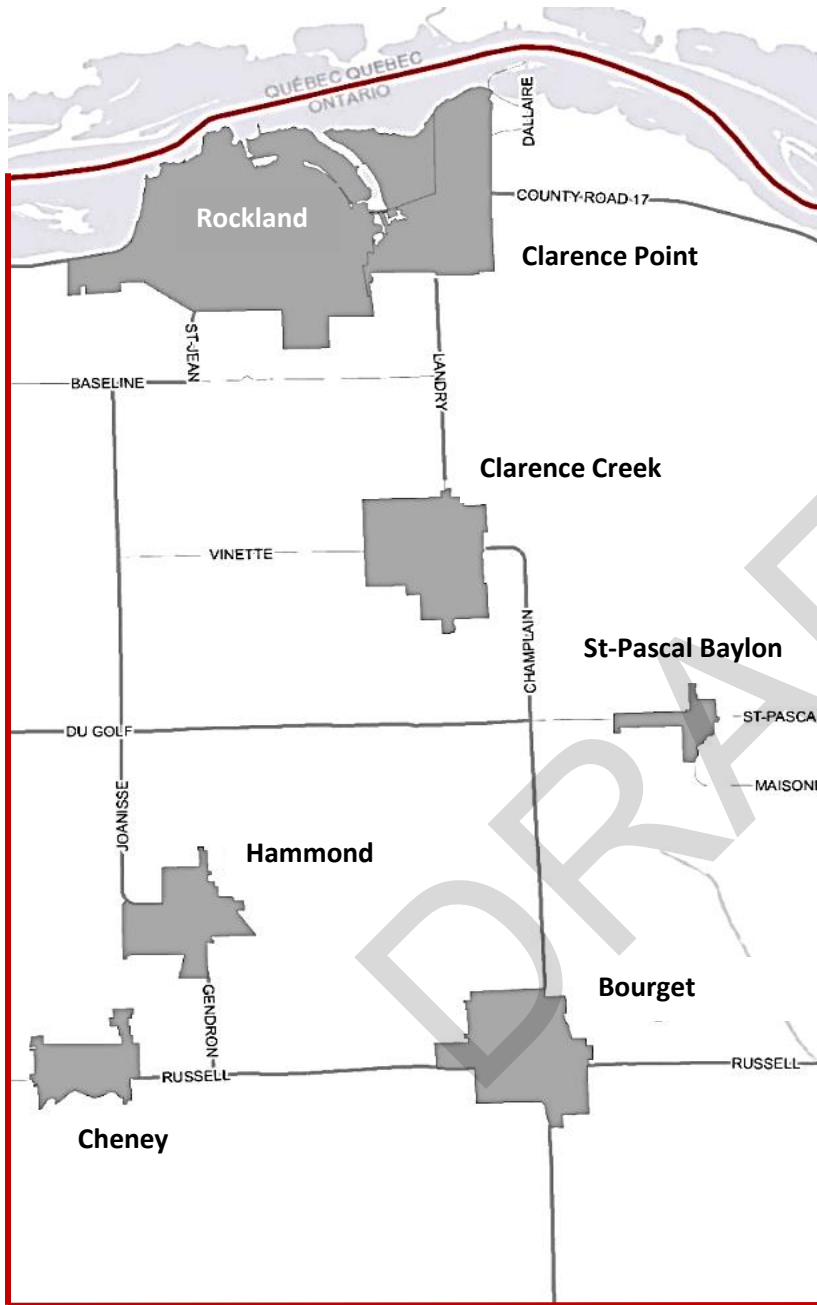 QUÉBEC QUEBEC
ONTARIO
DALLAIRE
COUNTY ROAD 17
Rockland
Clarence Point
ST-JEAN
LANDRY
BASELINE
Clarence Creek
VINETTE
CHAMPLAIN
St-Pascal Baylon
ST-PASCA
DU GOLF
MAISON
JOANISSE
Hammond
Bourget
GENDRON
RUSSELL
RUSSELL
Cheney
DRA